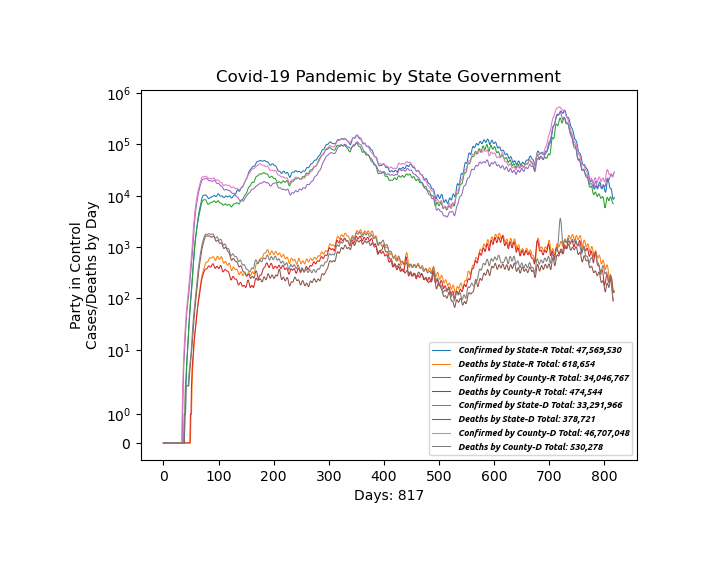 Covid-19 Pandemic by State Government
Party in Control
Cases/Deaths by Day
10^6
10^5
10^4
10^3
10^2
10^1
10^0
0
Confirmed by State-R Total: 47,569,530
Deaths by State-R Total: 618,654
Confirmed by County-R Total: 34,046,767
Deaths by County-R Total: 474,544
Confirmed by State-D Total: 33,291,966
Deaths by State-D Total: 378,721
Confirmed by County-D Total: 46,707,048
Deaths by County-D Total: 530,278
0 100 200 300 400 500 600 700 800
Days: 817